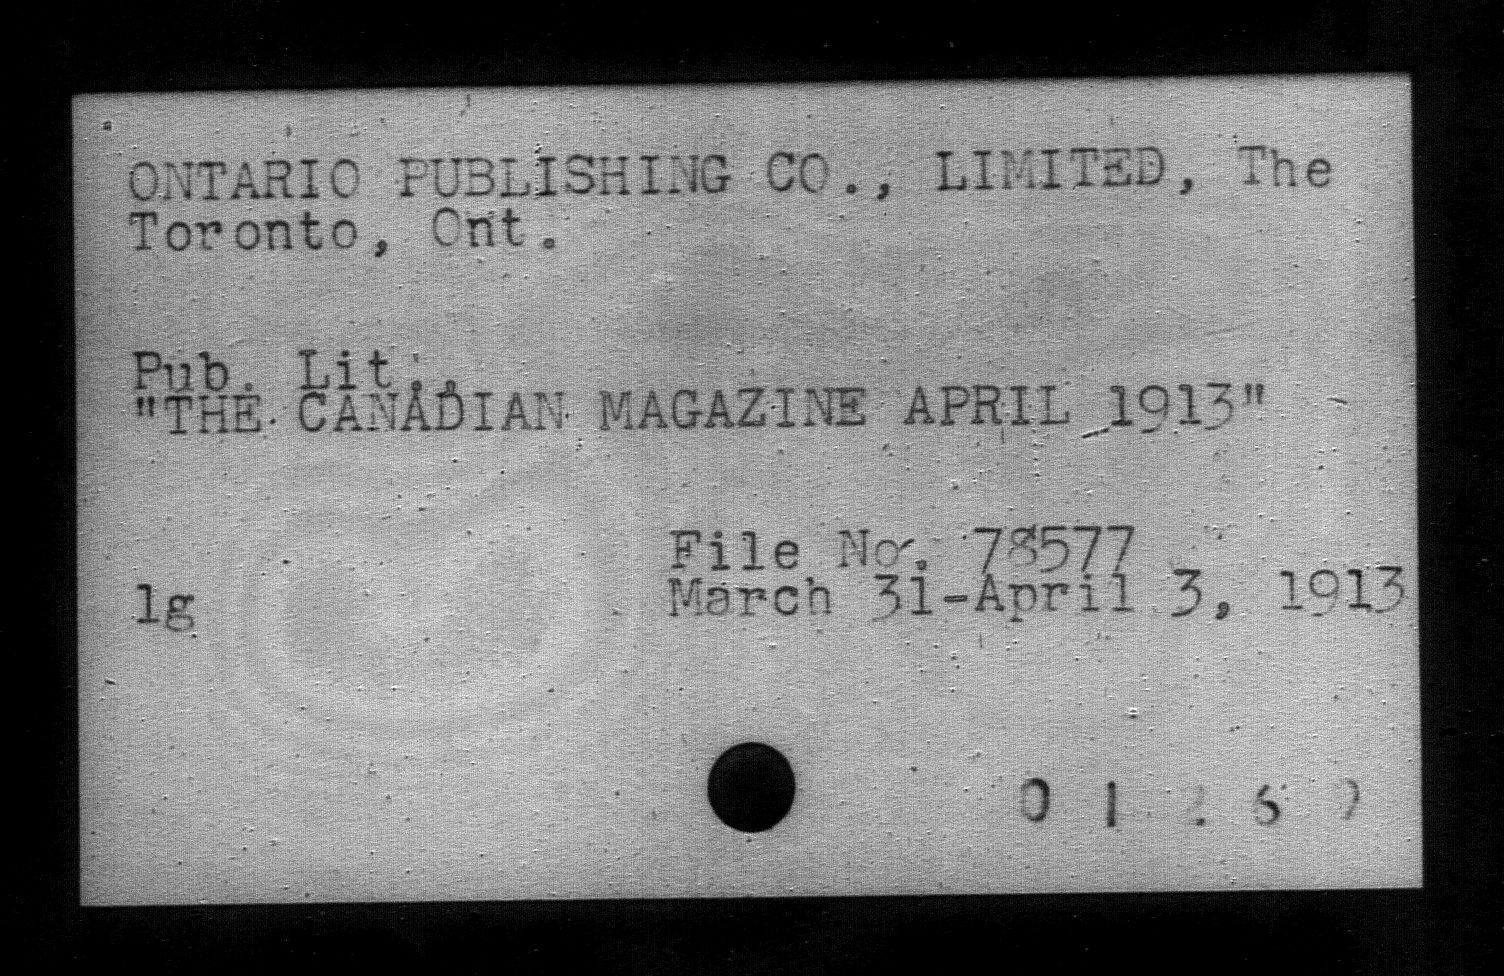 ONTARIO PUBLISHING CO., LIMITED, The
Toronto, Ont.
Pub. Lit.,
"THE CANADIAN MAGAZINE APRIL 1913"
File No. 78577
lg
March 31-April 3, 1913